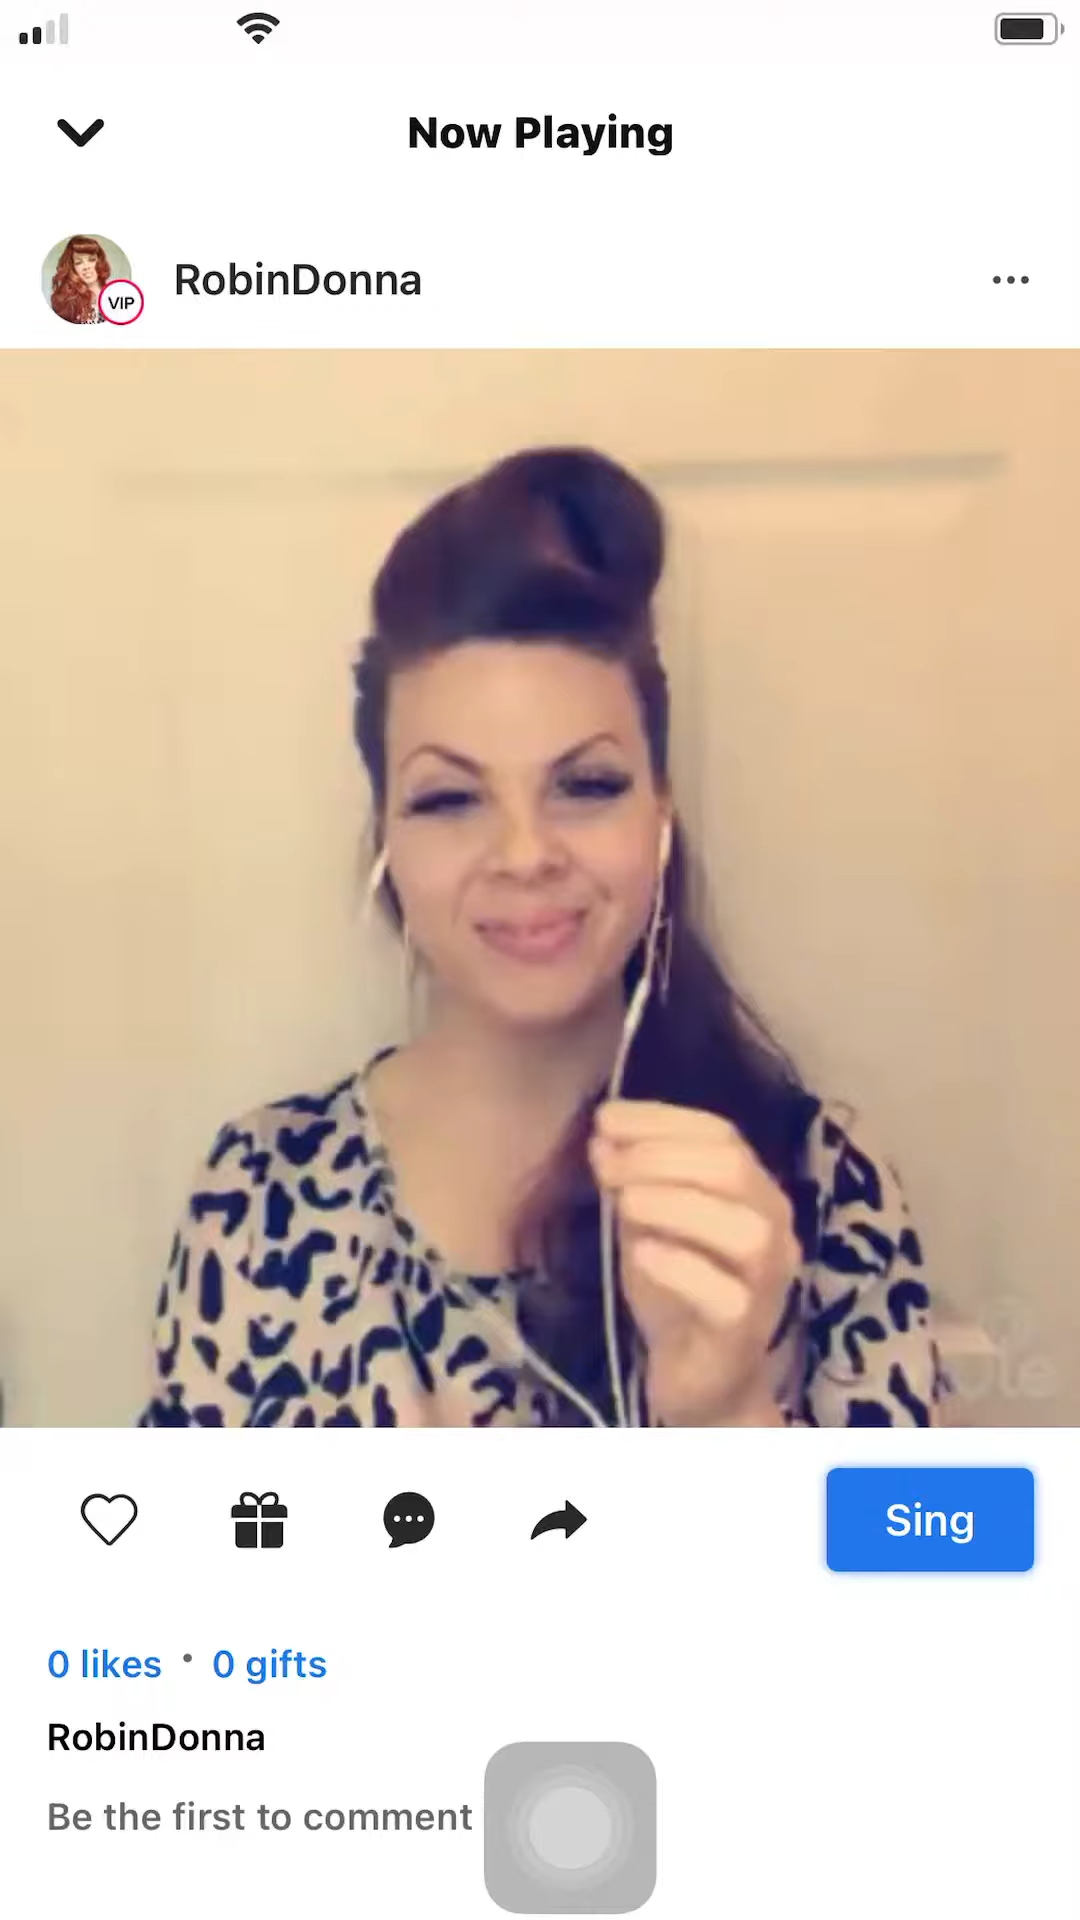 Now Playing
VIP
RobinDonna
Sing
0 likes • 0 gifts
RobinDonna
Be the first to comment